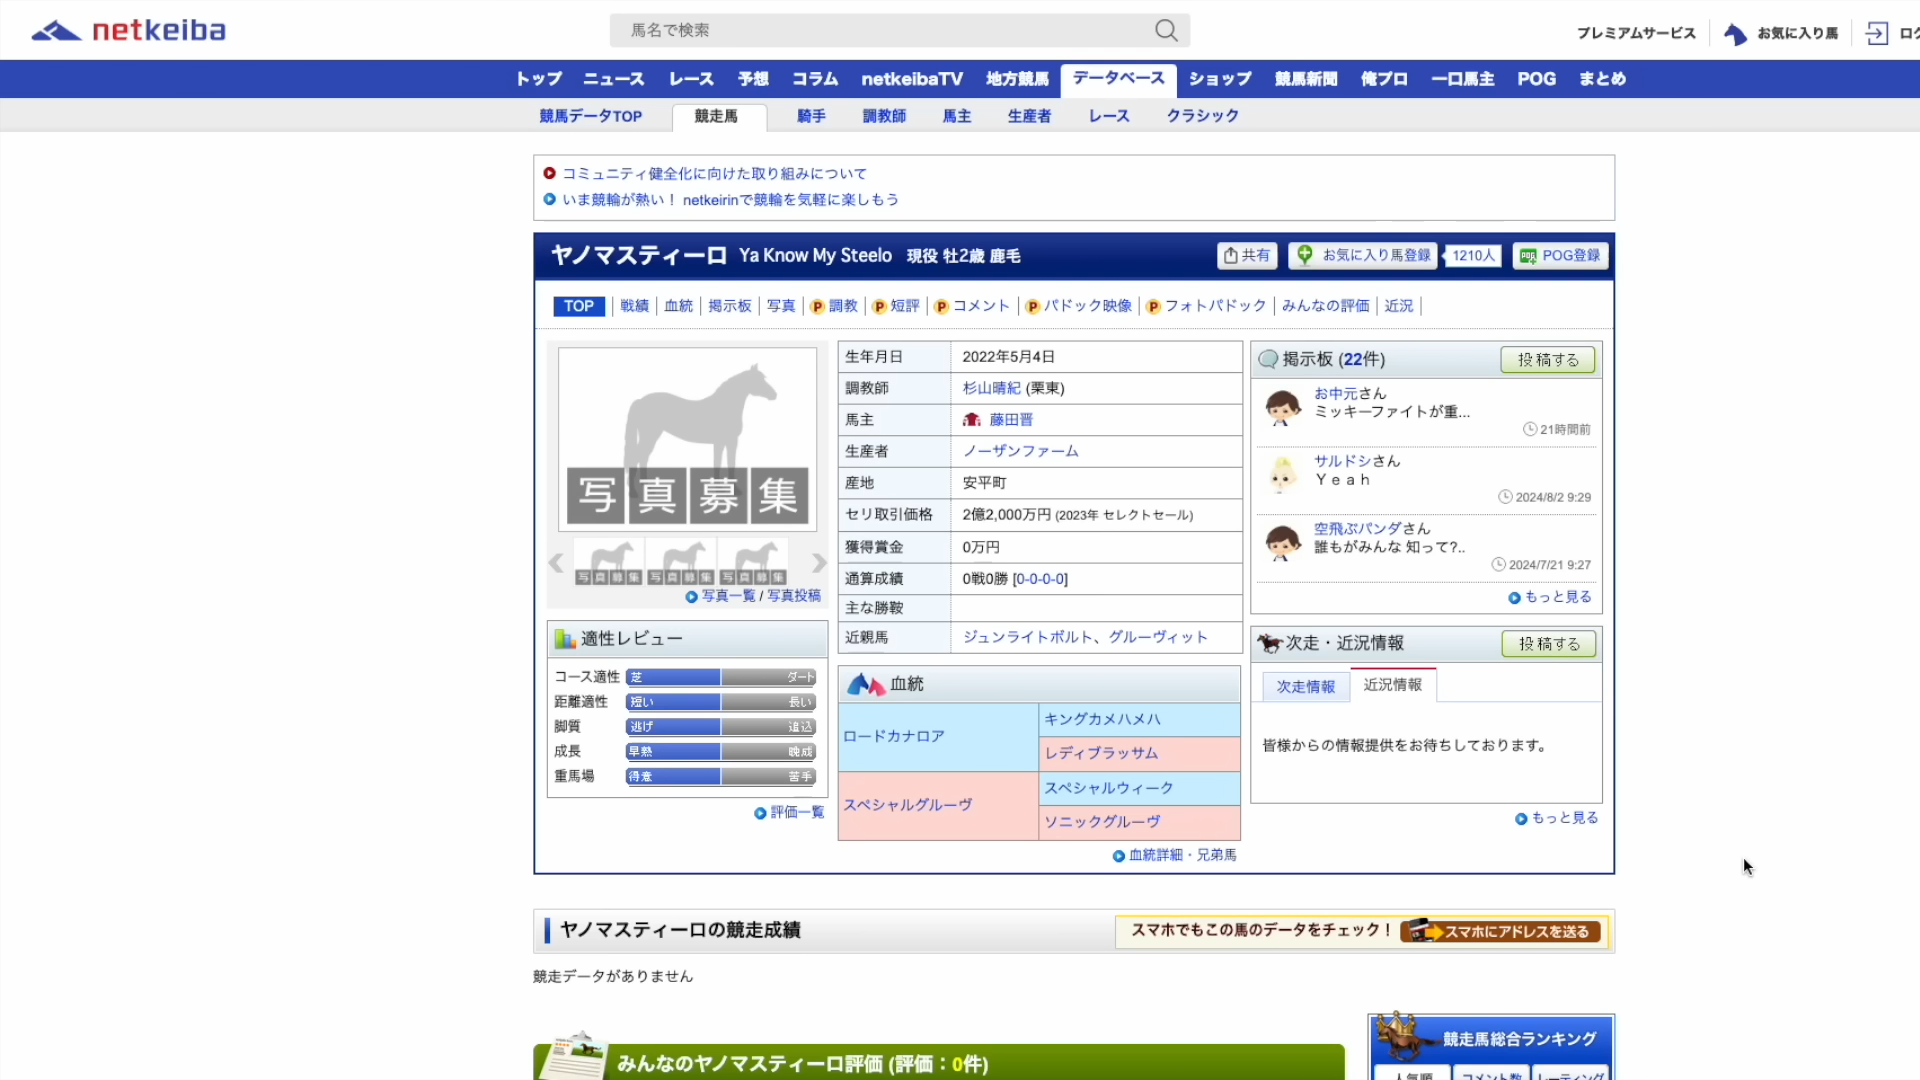 netkeiba
馬名で検索
プレミアムサービス
お気に入り馬
ログ
トップ ニュース レース 予想 コラム netkeibaTV 地方競馬 データベース ショップ 競馬新聞 俺プロ 一口馬主 POG まとめ
競馬データTOP 競走馬 騎手 調教師 馬主 生産者 レース クラシック
コミュニティ健全化に向けた取り組みについて
いま競輪が熱い！ netkeirinで競輪を気軽に楽しもう
ヤノマスティーロ Ya Know My Steelo 現役 牡2歳 鹿毛
共有 お気に入り馬登録 1210人 POG登録
TOP 戦績 血統 掲示板 写真 P 調教 P 短評 P コメント P パドック映像 P フォトパドック みんなの評価 近況
写真募集
写真募集 写真募集 写真募集
写真一覧 / 写真投稿
適性レビュー
コース適性 芝 ダート
距離適性 短い 長い
脚質 逃げ 追込
成長 早熟 晩成
重馬場 得意 苦手
評価一覧
生年月日 2022年5月4日
調教師 杉山晴紀 (栗東)
馬主 藤田晋
生産者 ノーザンファーム
産地 安平町
セリ取引価格 2億2,000万円 (2023年 セレクトセール)
獲得賞金 0万円
通算成績 0戦0勝 [0-0-0-0]
主な勝鞍
近親馬 ジュンライトボルト、グルーヴィット
血統
ロードカナロア
キングカメハメハ
レディブラッサム
スペシャルグルーヴ
スペシャルウィーク
ソニックグルーヴ
血統詳細・兄弟馬
掲示板 (22件) 投稿する
お中元さん
ミッキーファイトが重...
21時間前
サルドシさん
Ｙｅａｈ
2024/8/2 9:29
空飛ぶパンダさん
誰もがみんな 知って?..
2024/7/21 9:27
もっと見る
次走・近況情報 投稿する
次走情報 近況情報
皆様からの情報提供をお待ちしております。
もっと見る
ヤノマスティーロの競走成績
スマホでもこの馬のデータをチェック！ スマホにアドレスを送る
競走データがありません
みんなのヤノマスティーロ評価 (評価：0件)
競走馬総合ランキング
人気順 コメント数 レーティング